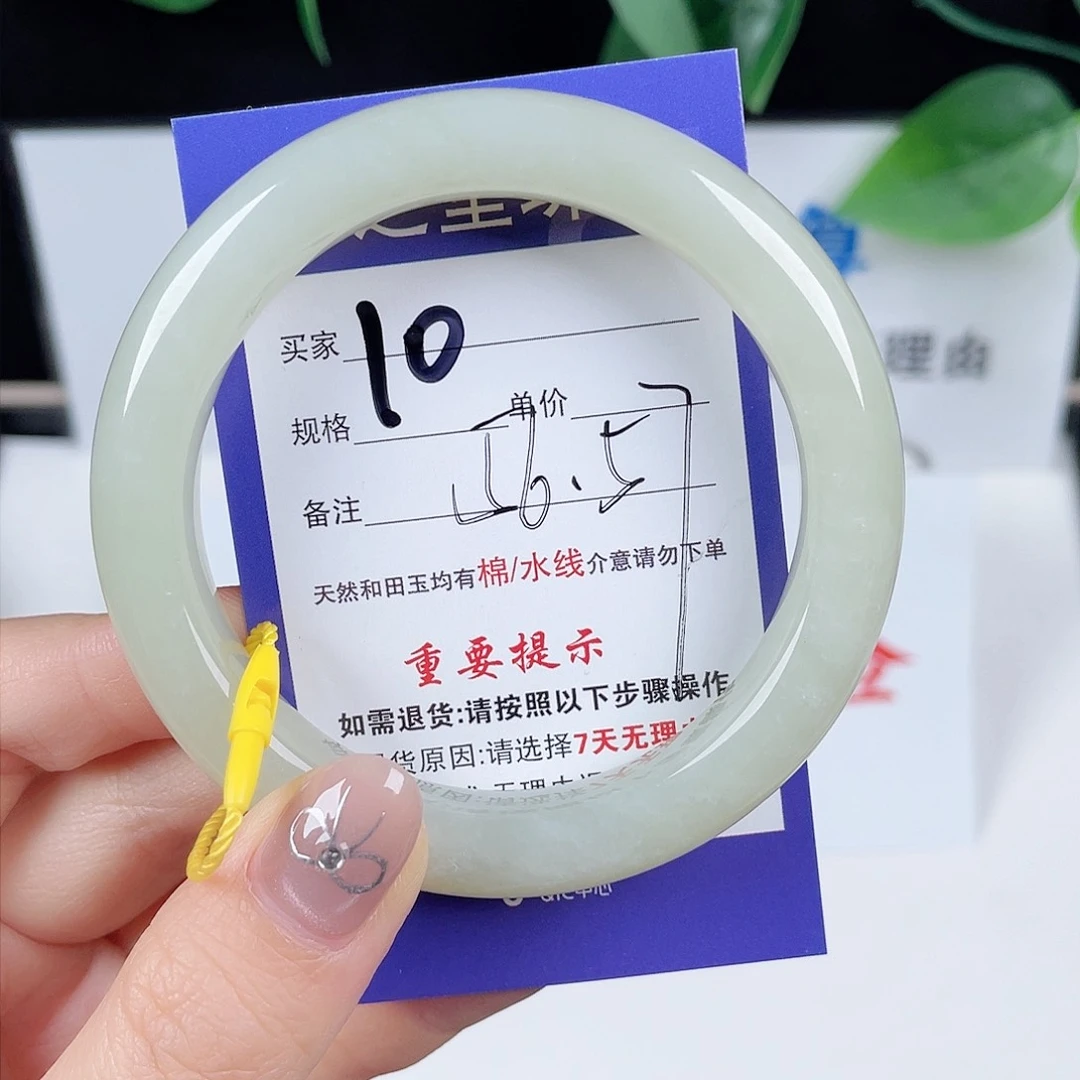 买家 10
规格 单价
56.5
备注
天然和田玉均有棉/水线介意请勿下单
重要提示
如需退货:请按照以下步骤操作
货原因:请选择7天无理
理由